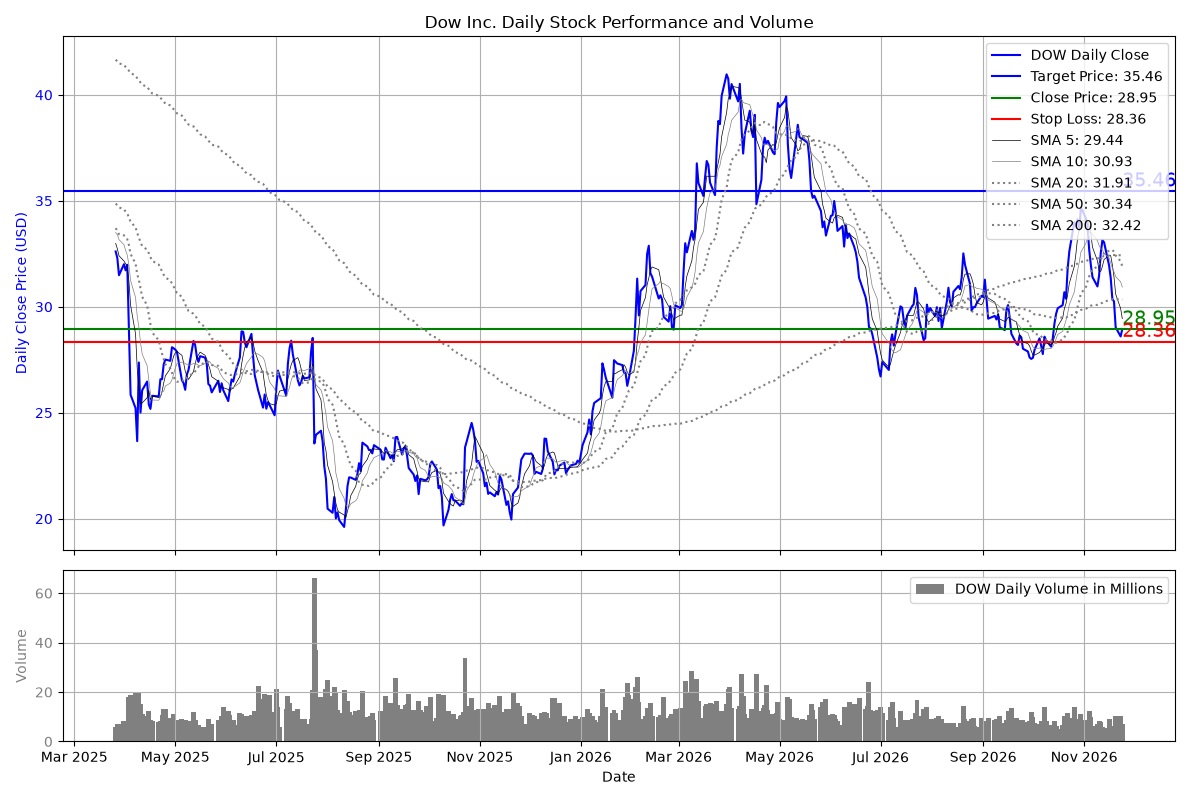 Dow Inc. Daily Stock Performance and Volume
Daily Close Price (USD)
40
35
30
25
20
DOW Daily Close
Target Price: 35.46
Close Price: 28.95
Stop Loss: 28.36
SMA 5: 29.44
SMA 10: 30.93
SMA 20: 31.91
SMA 50: 30.34
SMA 200: 32.42
35.46
28.95
28.36
Volume
60
40
20
0
DOW Daily Volume in Millions
Mar 2025 May 2025 Jul 2025 Sep 2025 Nov 2025 Jan 2026 Mar 2026 May 2026 Jul 2026 Sep 2026 Nov 2026
Date